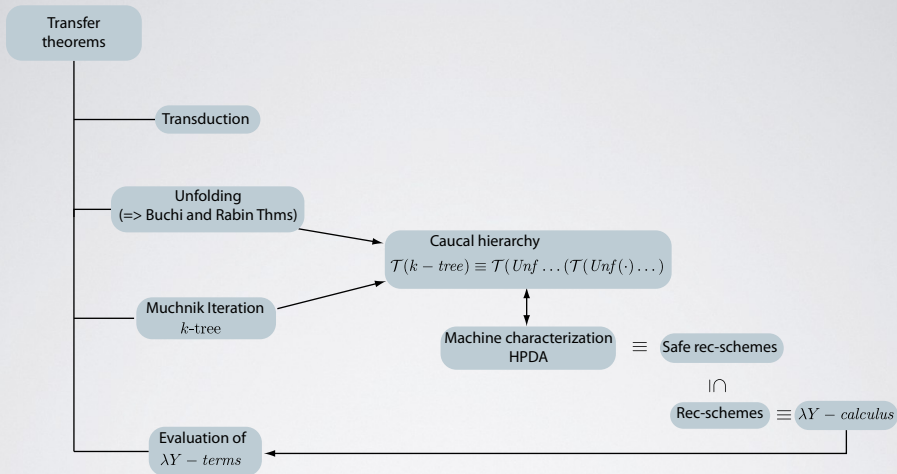 Transfer
theorems
Transduction
Unfolding
(=> Buchi and Rabin Thms)
Caucal hierarchy
𝒯(k − tree) ≡ 𝒯(Unf … (𝒯(Unf(·) …)
Muchnik Iteration
k-tree
Machine characterization
HPDA
≡
Safe rec-schemes
|∩
Rec-schemes
≡
λY − calculus
Evaluation of
λY − terms